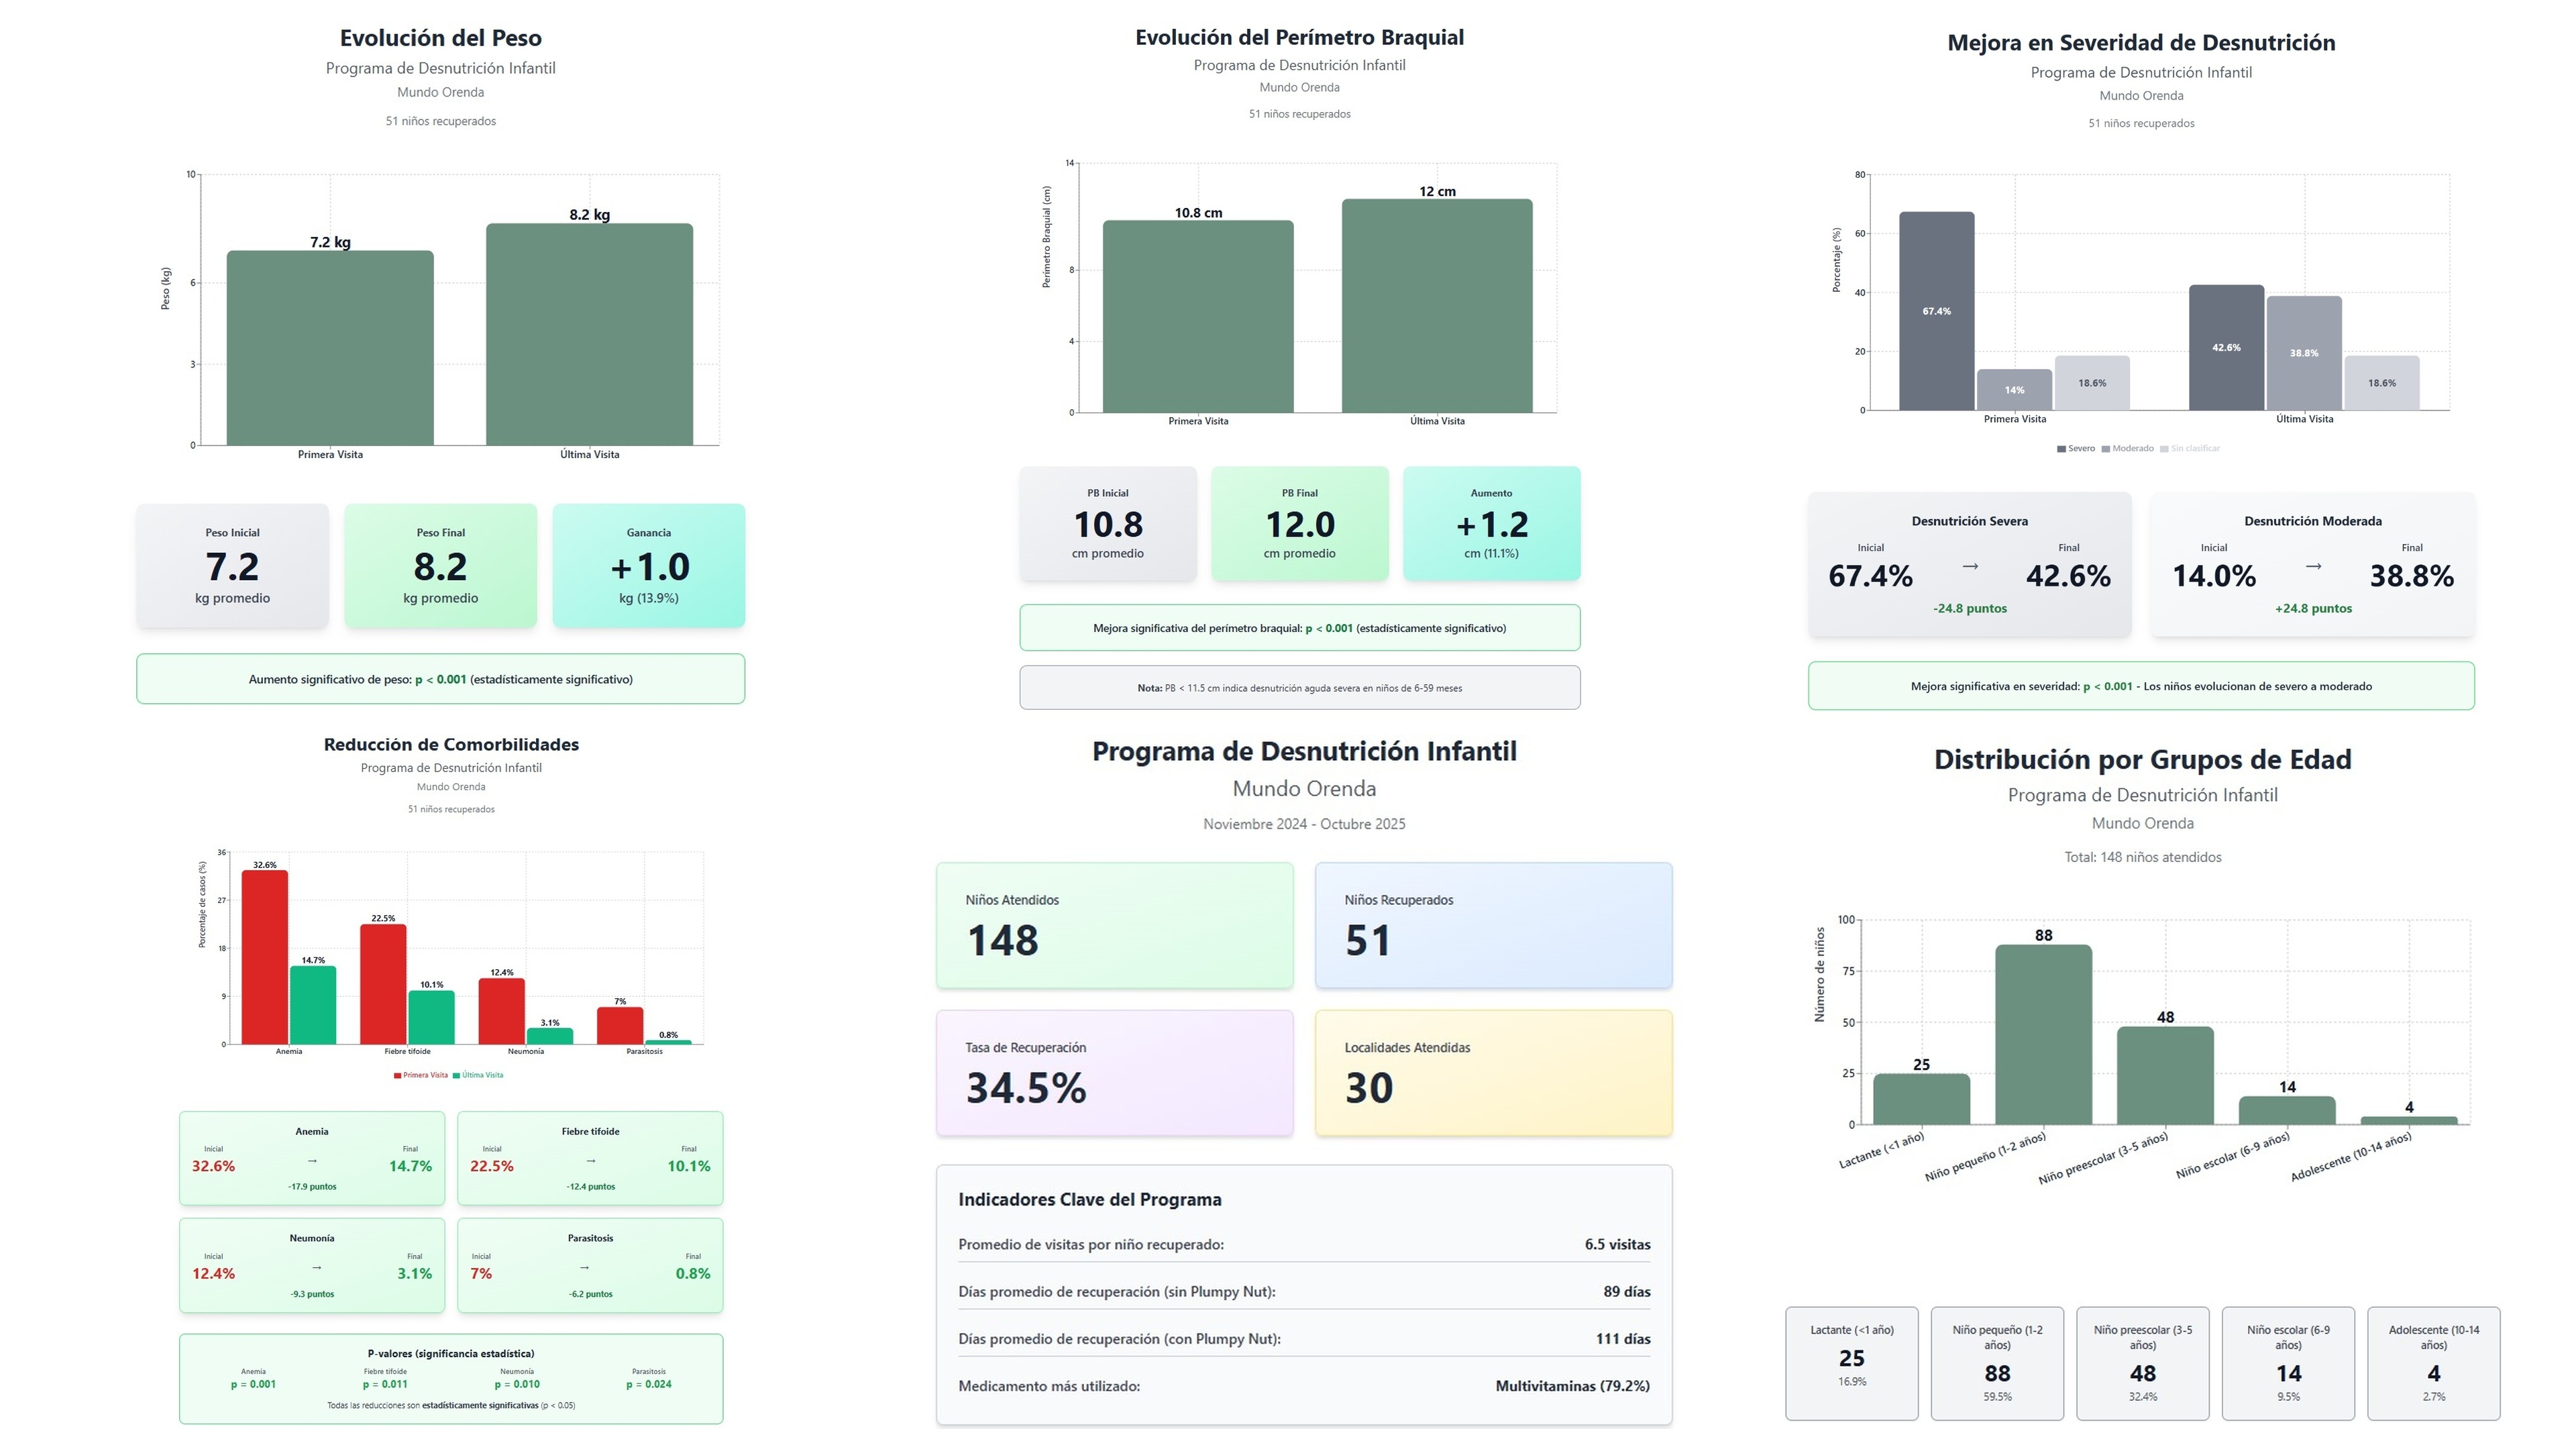 Evolución del Peso
Programa de Desnutrición Infantil
Mundo Orenda
51 niños recuperados
10
6
3
0
Peso (kg)
7.2 kg
8.2 kg
Primera Visita
Última Visita
Peso Inicial
7.2
kg promedio
Peso Final
8.2
kg promedio
Ganancia
+1.0
kg (13.9%)
Aumento significativo de peso: p < 0.001 (estadísticamente significativo)
Evolución del Perímetro Braquial
Programa de Desnutrición Infantil
Mundo Orenda
51 niños recuperados
14
8
4
0
Perímetro Braquial (cm)
10.8 cm
12 cm
Primera Visita
Última Visita
PB Inicial
10.8
cm promedio
PB Final
12.0
cm promedio
Aumento
+1.2
cm (11.1%)
Mejora significativa del perímetro braquial: p < 0.001 (estadísticamente significativo)
Nota: PB < 11.5 cm indica desnutrición aguda severa en niños de 6-59 meses
Mejora en Severidad de Desnutrición
Programa de Desnutrición Infantil
Mundo Orenda
51 niños recuperados
80
60
40
20
0
Porcentaje (%)
67.4%
14%
18.6%
42.6%
38.8%
18.6%
Primera Visita
Última Visita
Severo
Moderado
Sin clasificar
Desnutrición Severa
Inicial
Final
67.4% → 42.6%
-24.8 puntos
Desnutrición Moderada
Inicial
Final
14.0% → 38.8%
+24.8 puntos
Mejora significativa en severidad: p < 0.001 - Los niños evolucionan de severo a moderado
Reducción de Comorbilidades
Programa de Desnutrición Infantil
Mundo Orenda
51 niños recuperados
36
27
18
9
0
Porcentaje de casos (%)
32.6%
14.7%
22.5%
10.1%
12.4%
3.1%
7%
0.8%
Anemia
Fiebre tifoide
Neumonía
Parasitosis
Primera Visita
Última Visita
Anemia
Inicial
Final
32.6% → 14.7%
-17.9 puntos
Fiebre tifoide
Inicial
Final
22.5% → 10.1%
-12.4 puntos
Neumonía
Inicial
Final
12.4% → 3.1%
-9.3 puntos
Parasitosis
Inicial
Final
7% → 0.8%
-6.2 puntos
P-valores (significancia estadística)
Anemia
p = 0.001
Fiebre tifoide
p = 0.011
Neumonía
p = 0.010
Parasitosis
p = 0.024
Todas las reducciones son estadísticamente significativas (p < 0.05)
Programa de Desnutrición Infantil
Mundo Orenda
Noviembre 2024 - Octubre 2025
Niños Atendidos
148
Niños Recuperados
51
Tasa de Recuperación
34.5%
Localidades Atendidas
30
Indicadores Clave del Programa
Promedio de visitas por niño recuperado: 6.5 visitas
Días promedio de recuperación (sin Plumpy Nut): 89 días
Días promedio de recuperación (con Plumpy Nut): 111 días
Medicamento más utilizado: Multivitaminas (79.2%)
Distribución por Grupos de Edad
Programa de Desnutrición Infantil
Mundo Orenda
Total: 148 niños atendidos
100
75
50
25
0
Número de niños
25
88
48
14
4
Lactante (<1 año)
Niño pequeño (1-2 años)
Niño preescolar (3-5 años)
Niño escolar (6-9 años)
Adolescente (10-14 años)
Lactante (<1 año)
25
16.9%
Niño pequeño (1-2
años)
88
59.5%
Niño preescolar (3-5
años)
48
32.4%
Niño escolar (6-9
años)
14
9.5%
Adolescente (10-14
años)
4
2.7%